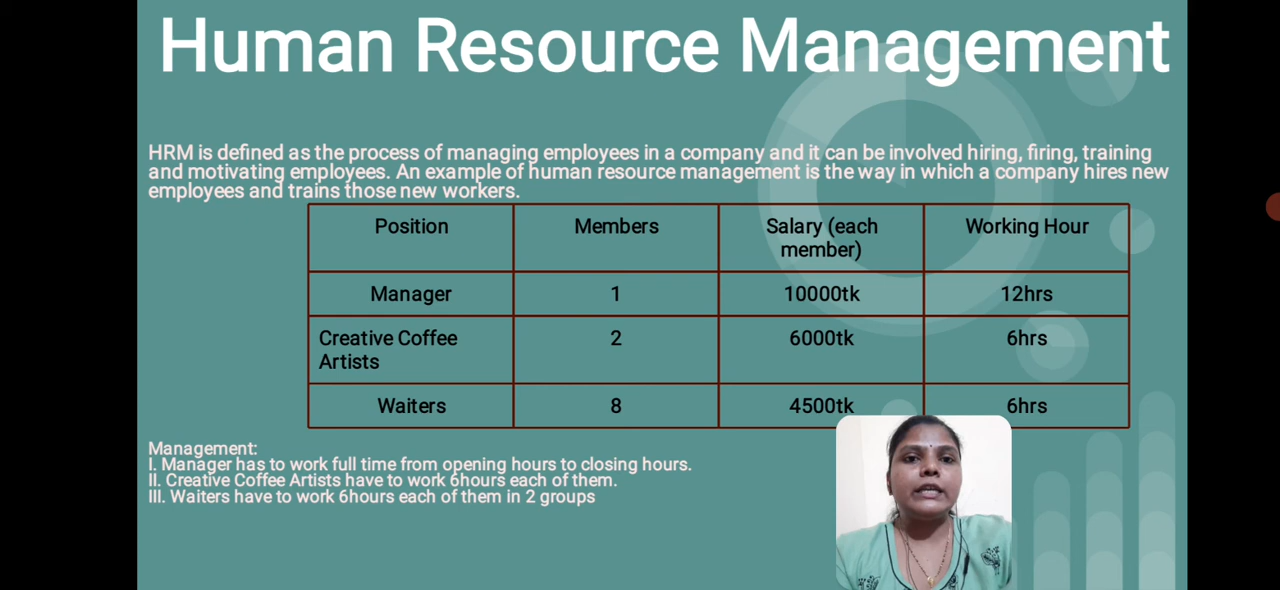 Human Resource Management
HRM is defined as the process of managing employees in a company and it can be involved hiring, firing, training
and motivating employees. An example of human resource management is the way in which a company hires new
employees and trains those new workers.
Position Members Salary (each member) Working Hour
Manager 1 10000tk 12hrs
Creative Coffee Artists 2 6000tk 6hrs
Waiters 8 4500tk 6hrs
Management:
I. Manager has to work full time from opening hours to closing hours.
II. Creative Coffee Artists have to work 6hours each of them.
III. Waiters have to work 6hours each of them in 2 groups